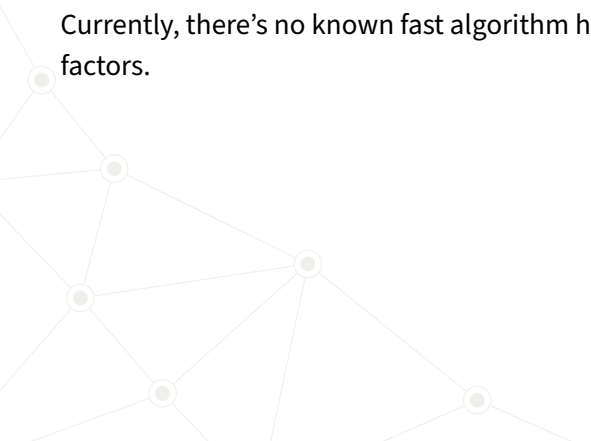 Currently, there’s no known fast algorithm h
factors.